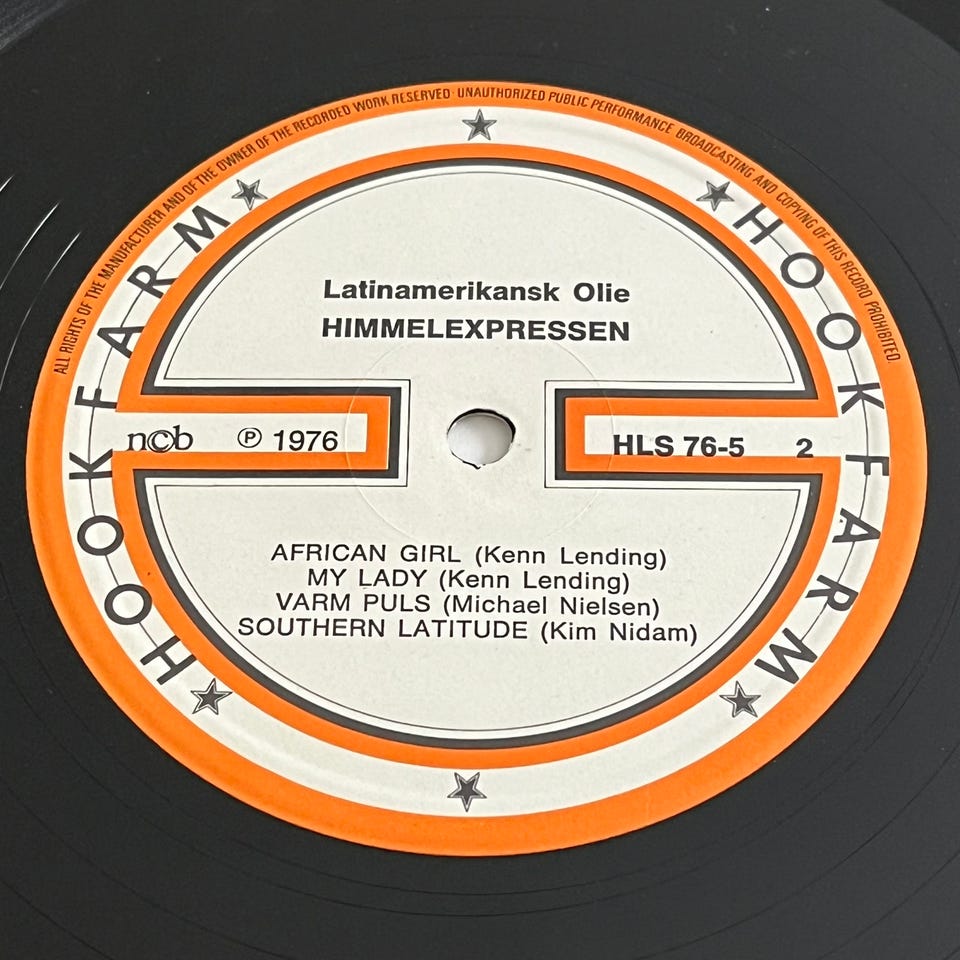 ALL RIGHTS OF THE MANUFACTURER AND OF THE OWNER OF THE RECORDED WORK RESERVED · UNAUTHORIZED PUBLIC PERFORMANCE BROADCASTING AND COPYING OF THIS RECORD PROHIBITED
HOOKFARM
HOOKFARM
Latinamerikansk Olie
HIMMELEXPRESSEN
ncb ℗ 1976
HLS 76-5 2
AFRICAN GIRL (Kenn Lending)
MY LADY (Kenn Lending)
VARM PULS (Michael Nielsen)
SOUTHERN LATITUDE (Kim Nidam)